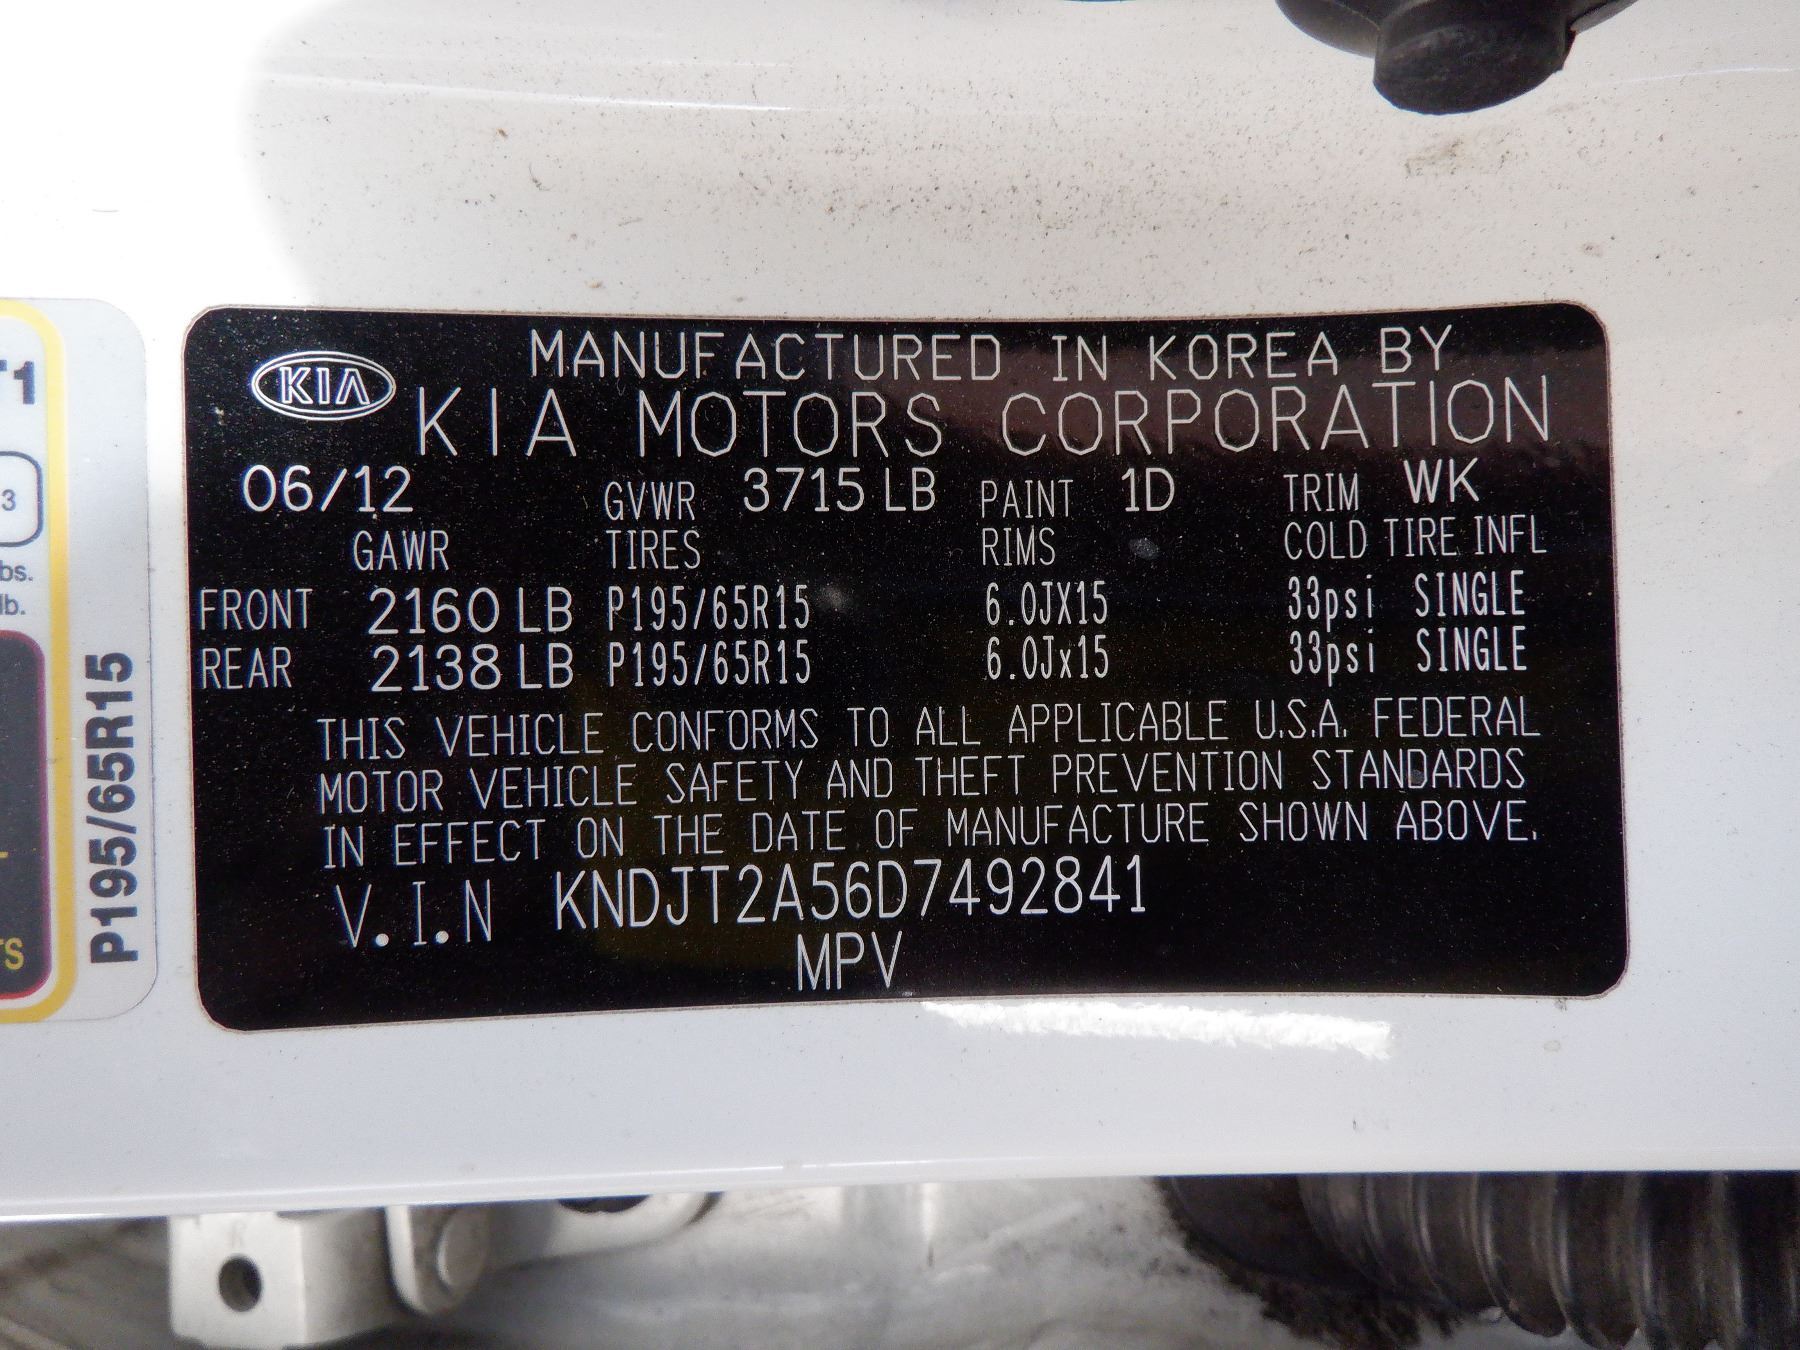 KIA
MANUFACTURED IN KOREA BY
KIA MOTORS CORPORATION
06/12 GVWR 3715 LB PAINT 1D TRIM WK
GAWR TIRES RIMS COLD TIRE INFL
FRONT 2160 LB P195/65R15 6.0JX15 33psi SINGLE
REAR 2138 LB P195/65R15 6.0Jx15 33psi SINGLE
THIS VEHICLE CONFORMS TO ALL APPLICABLE U.S.A. FEDERAL
MOTOR VEHICLE SAFETY AND THEFT PREVENTION STANDARDS
IN EFFECT ON THE DATE OF MANUFACTURE SHOWN ABOVE.
V.I.N KNDJT2A56D7492841
MPV
P195/65R15
3